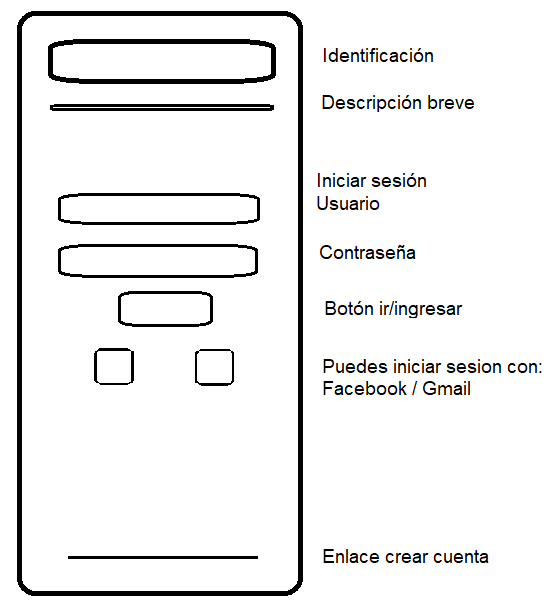 Identificación
Descripción breve
Iniciar sesión
Usuario
Contraseña
Botón ir/ingresar
Puedes iniciar sesion con:
Facebook / Gmail
Enlace crear cuenta